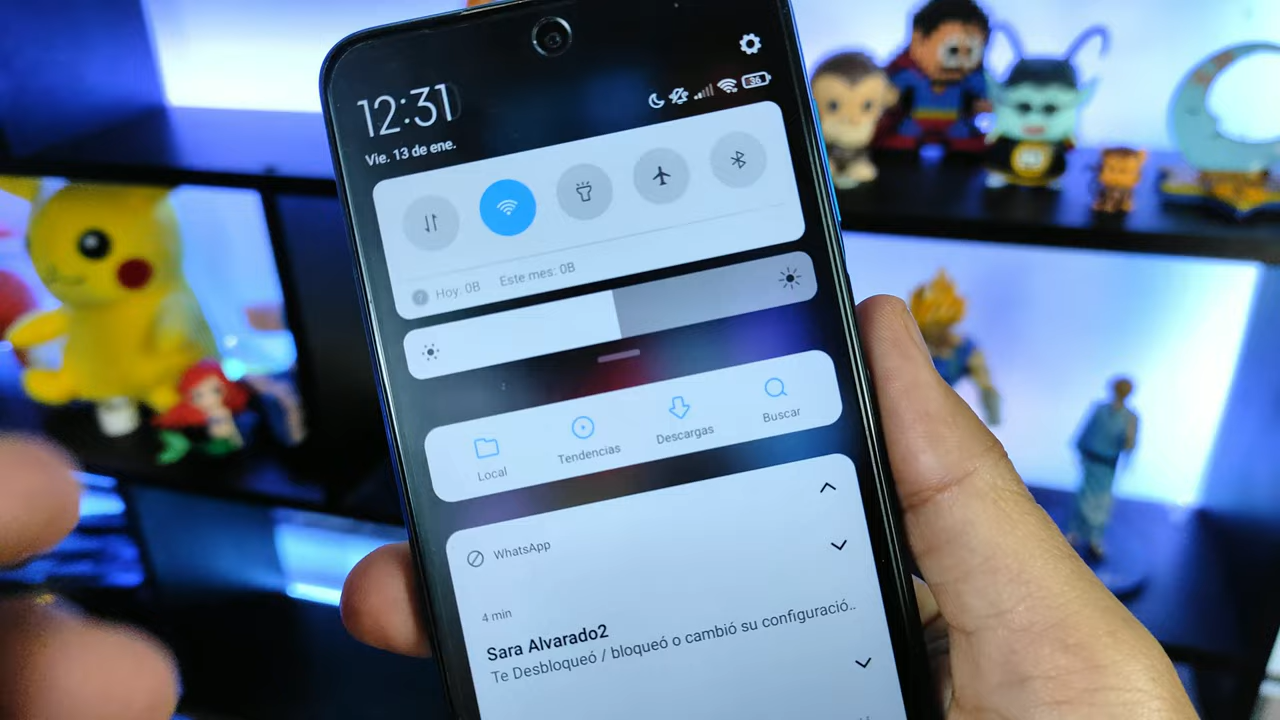 12:31
Vie. 13 de ene.
36
Hoy: 0B
Este mes: 0B
Local
Tendencias
Descargas
Buscar
WhatsApp
4 min
Sara Alvarado2
Te Desbloqueó / bloqueó o cambió su configuració..